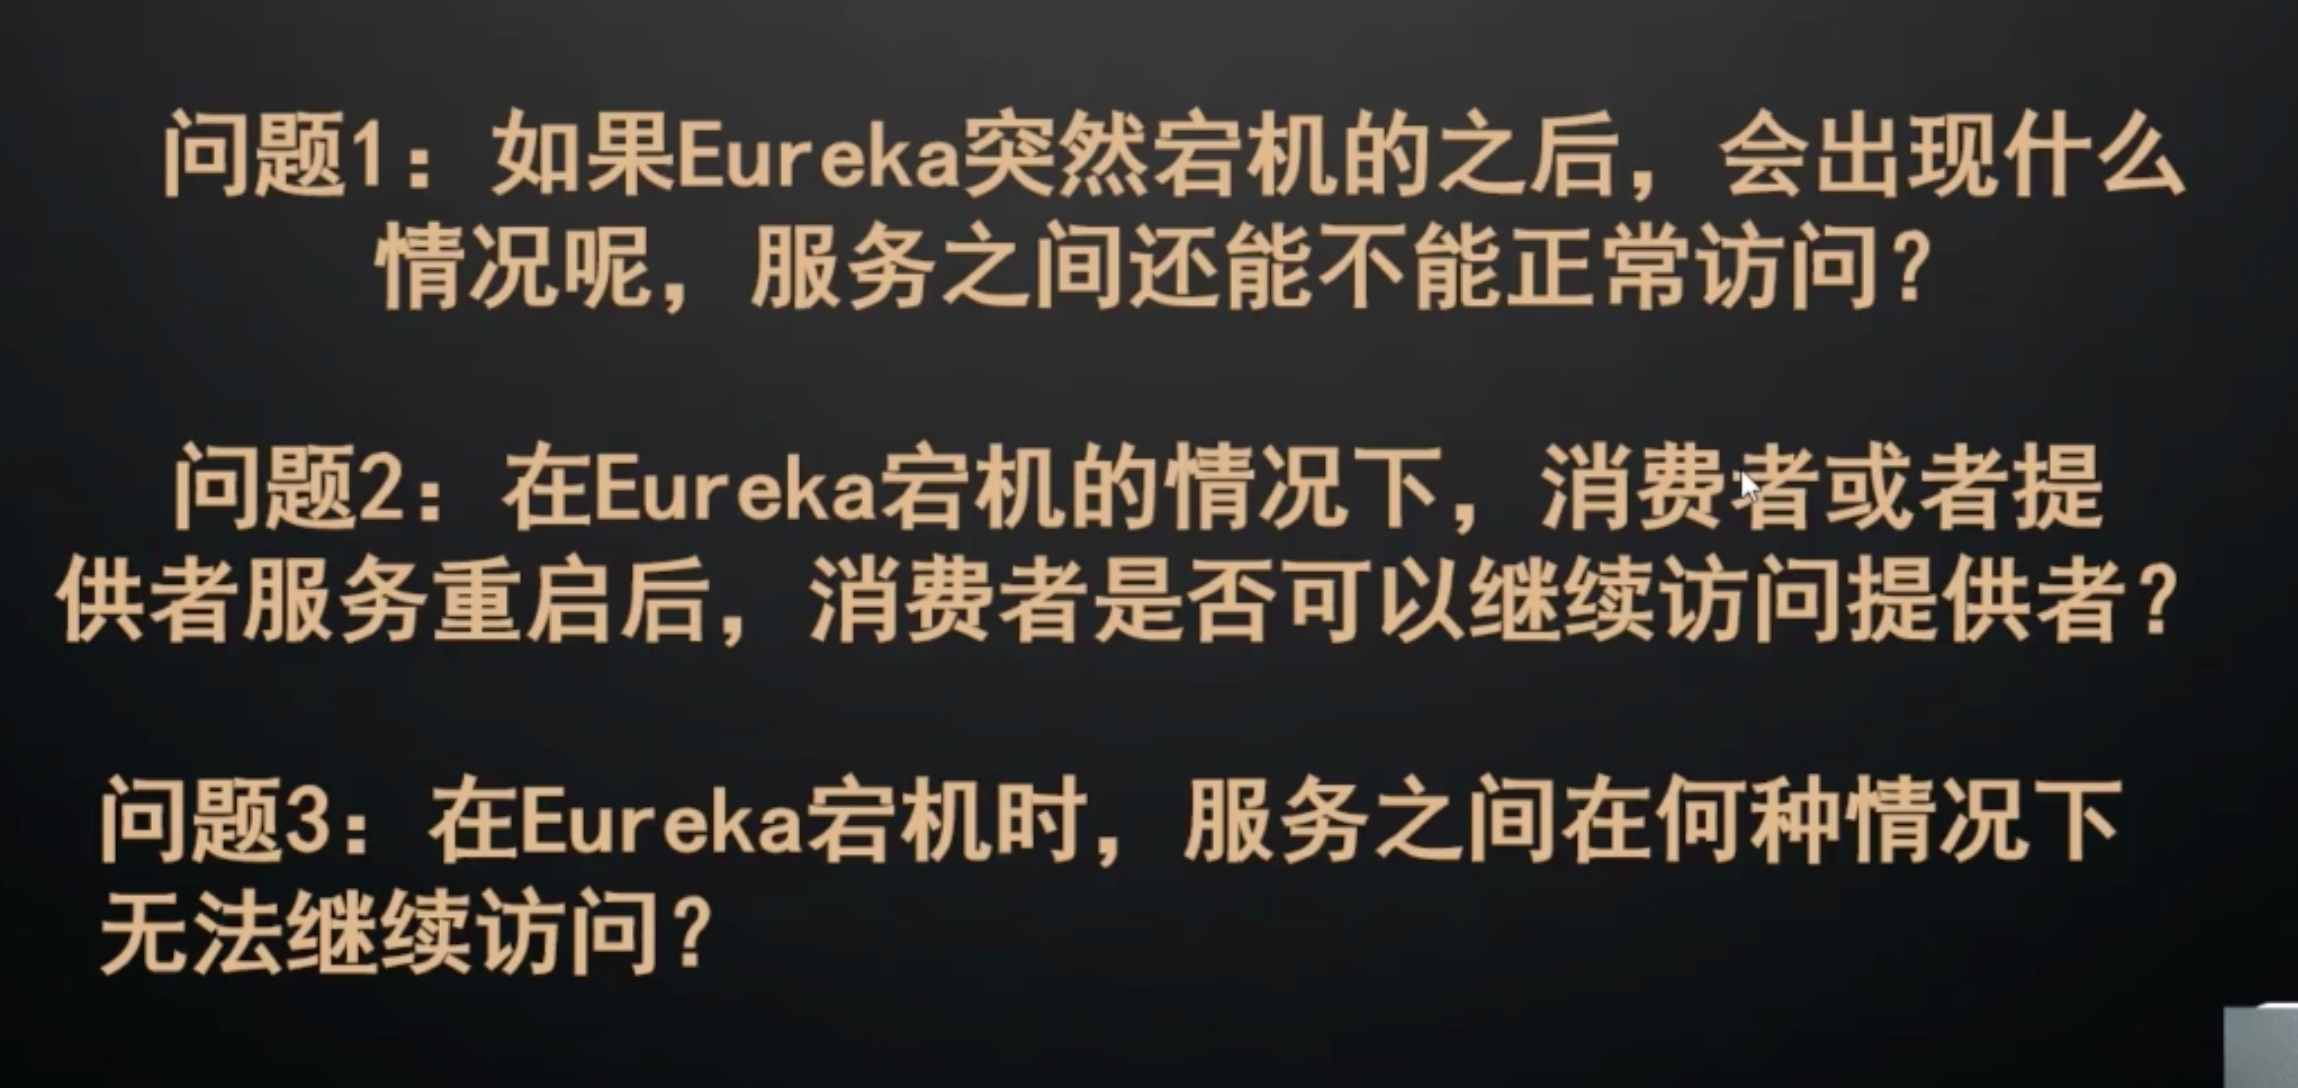 问题1：如果Eureka突然宕机的之后，会出现什么
情况呢，服务之间还能不能正常访问？
问题2：在Eureka宕机的情况下，消费者或者提
供者服务重启后，消费者是否可以继续访问提供者？
问题3：在Eureka宕机时，服务之间在何种情况下
无法继续访问？